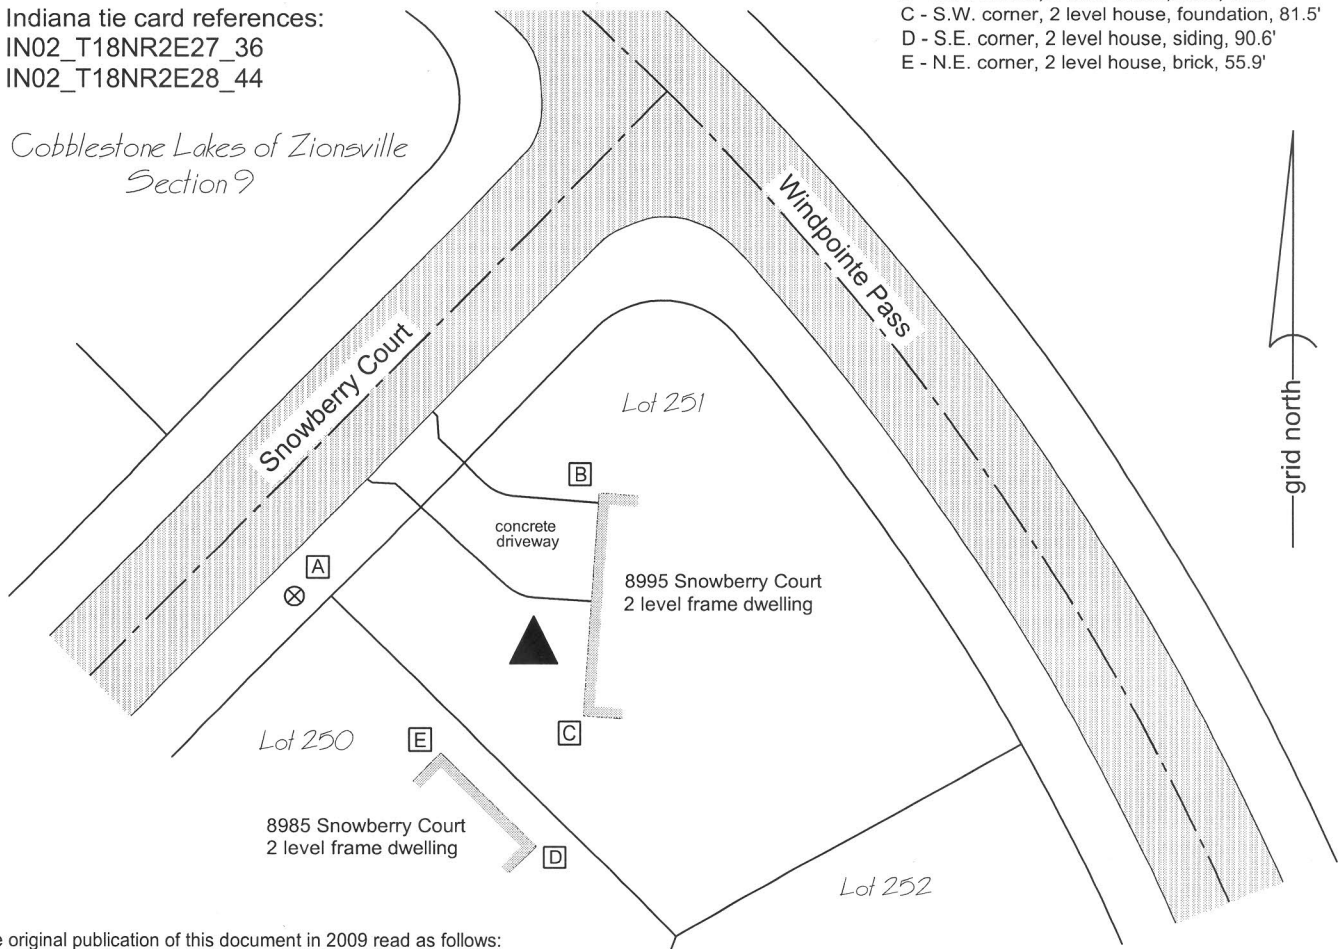 Indiana tie card references:
IN02_T18NR2E27_36
IN02_T18NR2E28_44
C - S.W. corner, 2 level house, foundation, 81.5'
D - S.E. corner, 2 level house, siding, 90.6'
E - N.E. corner, 2 level house, brick, 55.9'
Cobblestone Lakes of Zionsville
Section 9
Windpointe Pass
Snowberry Court
grid north
Lot 251
B
concrete
driveway
A
8995 Snowberry Court
2 level frame dwelling
C
Lot 250
E
8985 Snowberry Court
2 level frame dwelling
D
Lot 252
original publication of this document in 2009 read as follows: